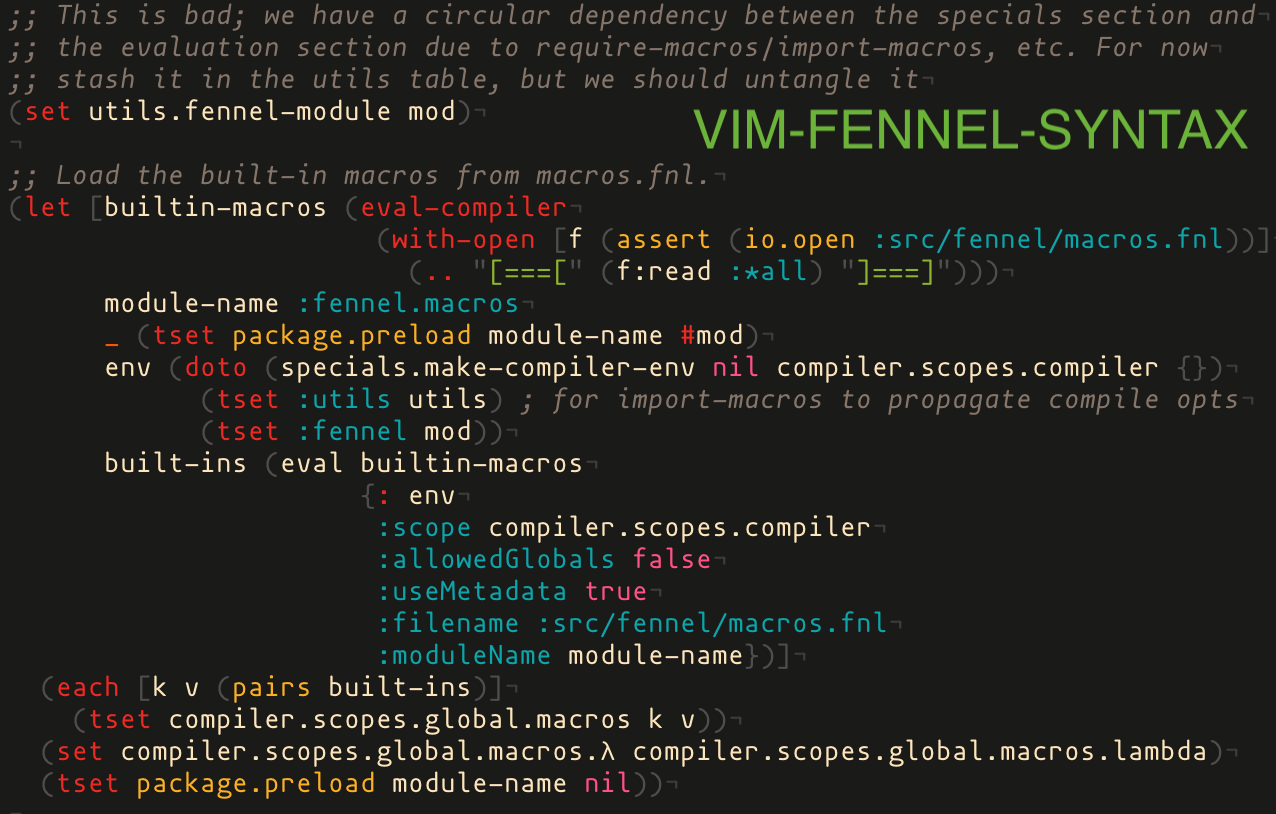 ;; This is bad; we have a circular dependency between the specials section and¬
;; the evaluation section due to require-macros/import-macros, etc. For now¬
;; stash it in the utils table, but we should untangle it¬
(set utils.fennel-module mod)¬
VIM-FENNEL-SYNTAX
¬
;; Load the built-in macros from macros.fnl.¬
(let [builtin-macros (eval-compiler¬
                       (with-open [f (assert (io.open :src/fennel/macros.fnl))]¬
                         (.. "[===[" (f:read :*all) "]===]")))¬
      module-name :fennel.macros¬
      _ (tset package.preload module-name #mod)¬
      env (doto (specials.make-compiler-env nil compiler.scopes.compiler {})¬
            (tset :utils utils) ; for import-macros to propagate compile opts¬
            (tset :fennel mod))¬
      built-ins (eval builtin-macros¬
                      {: env¬
                       :scope compiler.scopes.compiler¬
                       :allowedGlobals false¬
                       :useMetadata true¬
                       :filename :src/fennel/macros.fnl¬
                       :moduleName module-name})]¬
  (each [k v (pairs built-ins)]¬
    (tset compiler.scopes.global.macros k v))¬
  (set compiler.scopes.global.macros.λ compiler.scopes.global.macros.lambda)¬
  (tset package.preload module-name nil))¬